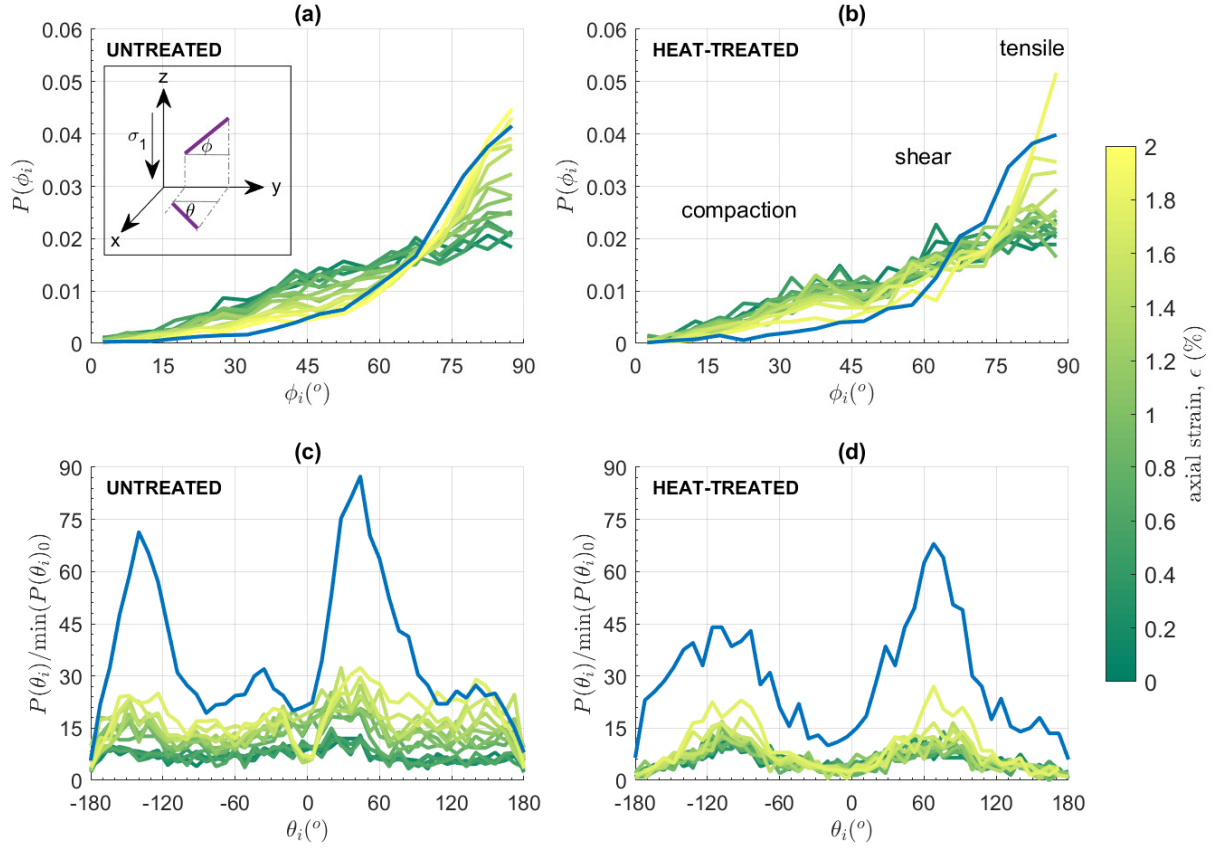 (a)
UNTREATED
0.06
0.05
0.04
0.03
0.02
0.01
0
P(ϕi)
z
σ1
ϕ
y
θ
x
0 15 30 45 60 75 90
ϕi(o)
(b)
HEAT-TREATED
tensile
shear
compaction
0.06
0.05
0.04
0.03
0.02
0.01
0
P(ϕi)
0 15 30 45 60 75 90
ϕi(o)
(c)
UNTREATED
90
75
60
45
30
15
0
P(θi)/min(P(θi)0)
-180 -120 -60 0 60 120 180
θi(o)
(d)
HEAT-TREATED
90
75
60
45
30
15
0
P(θi)/min(P(θi)0)
-180 -120 -60 0 60 120 180
θi(o)
2
1.8
1.6
1.4
1.2
1
0.8
0.6
0.4
0.2
0
axial strain, ϵ (%)